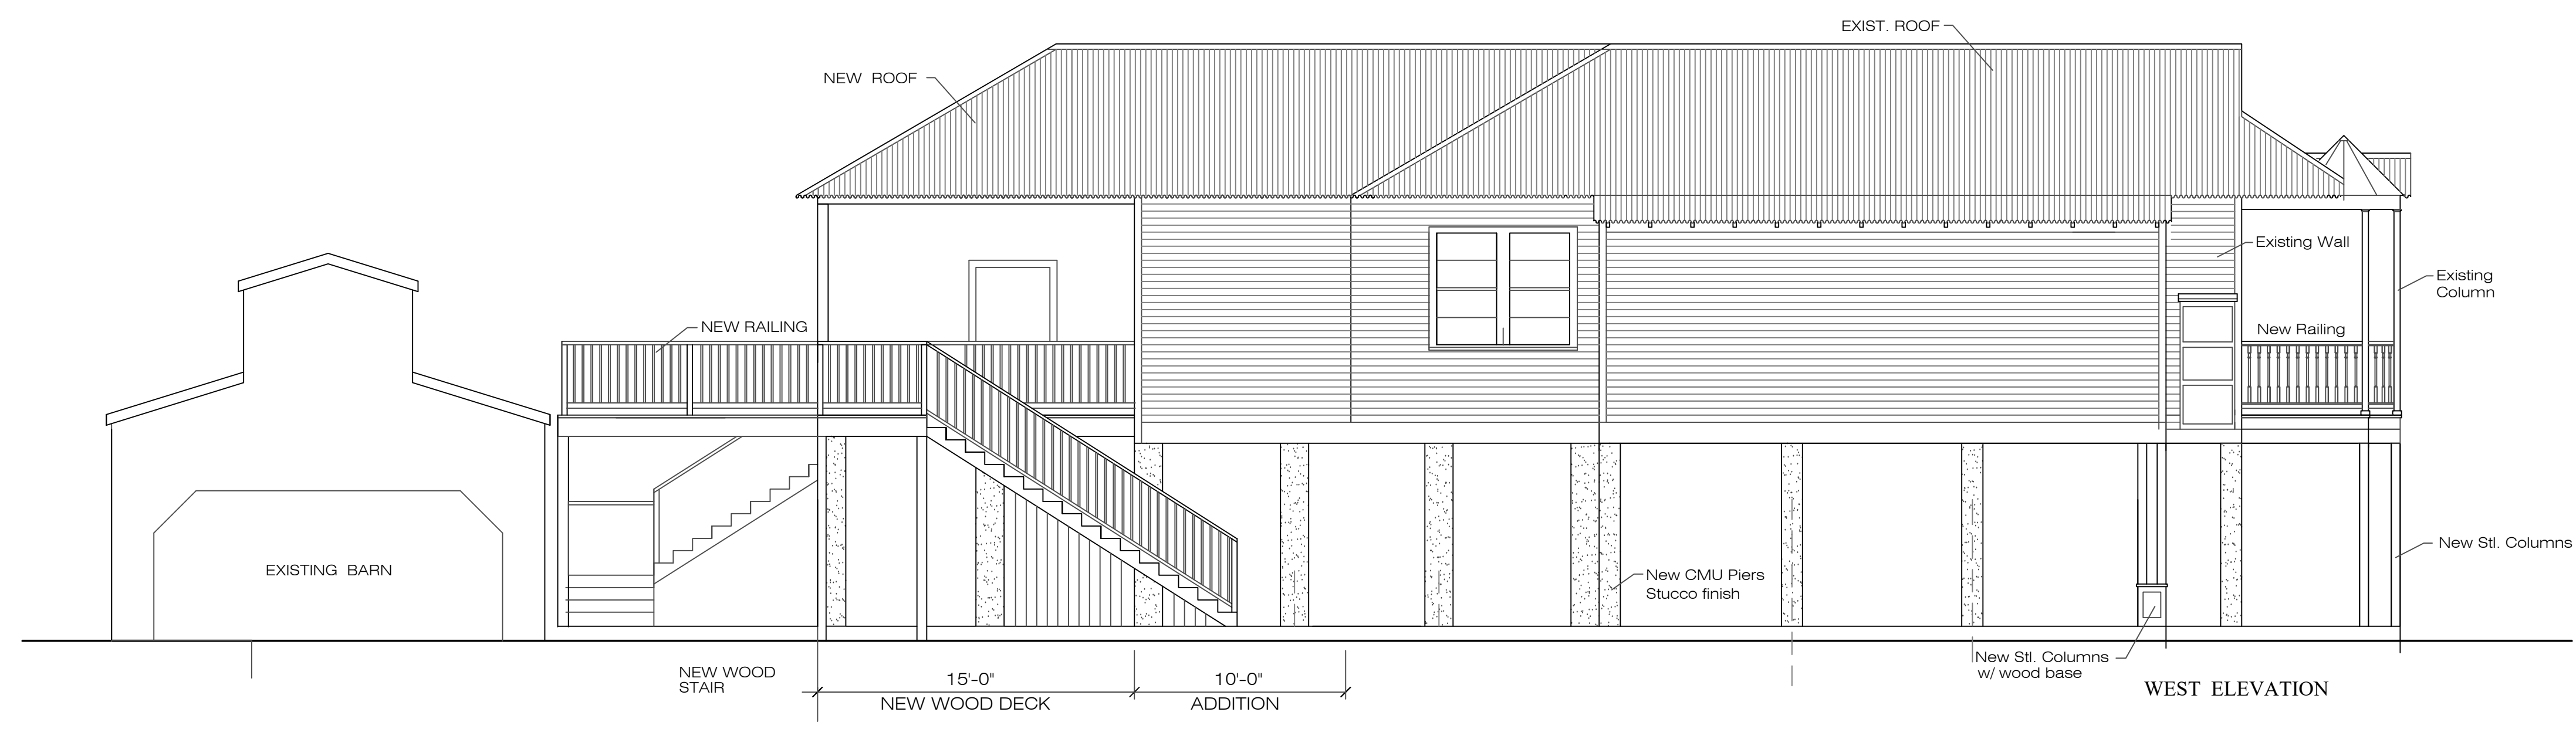 EXIST. ROOF
NEW ROOF
Existing Wall
Existing
Column
NEW RAILING
New Railing
EXISTING BARN
New CMU Piers
Stucco finish
New Stl. Columns
New Stl. Columns
w/ wood base
NEW WOOD
STAIR
15'-0"
10'-0"
NEW WOOD DECK
ADDITION
WEST ELEVATION